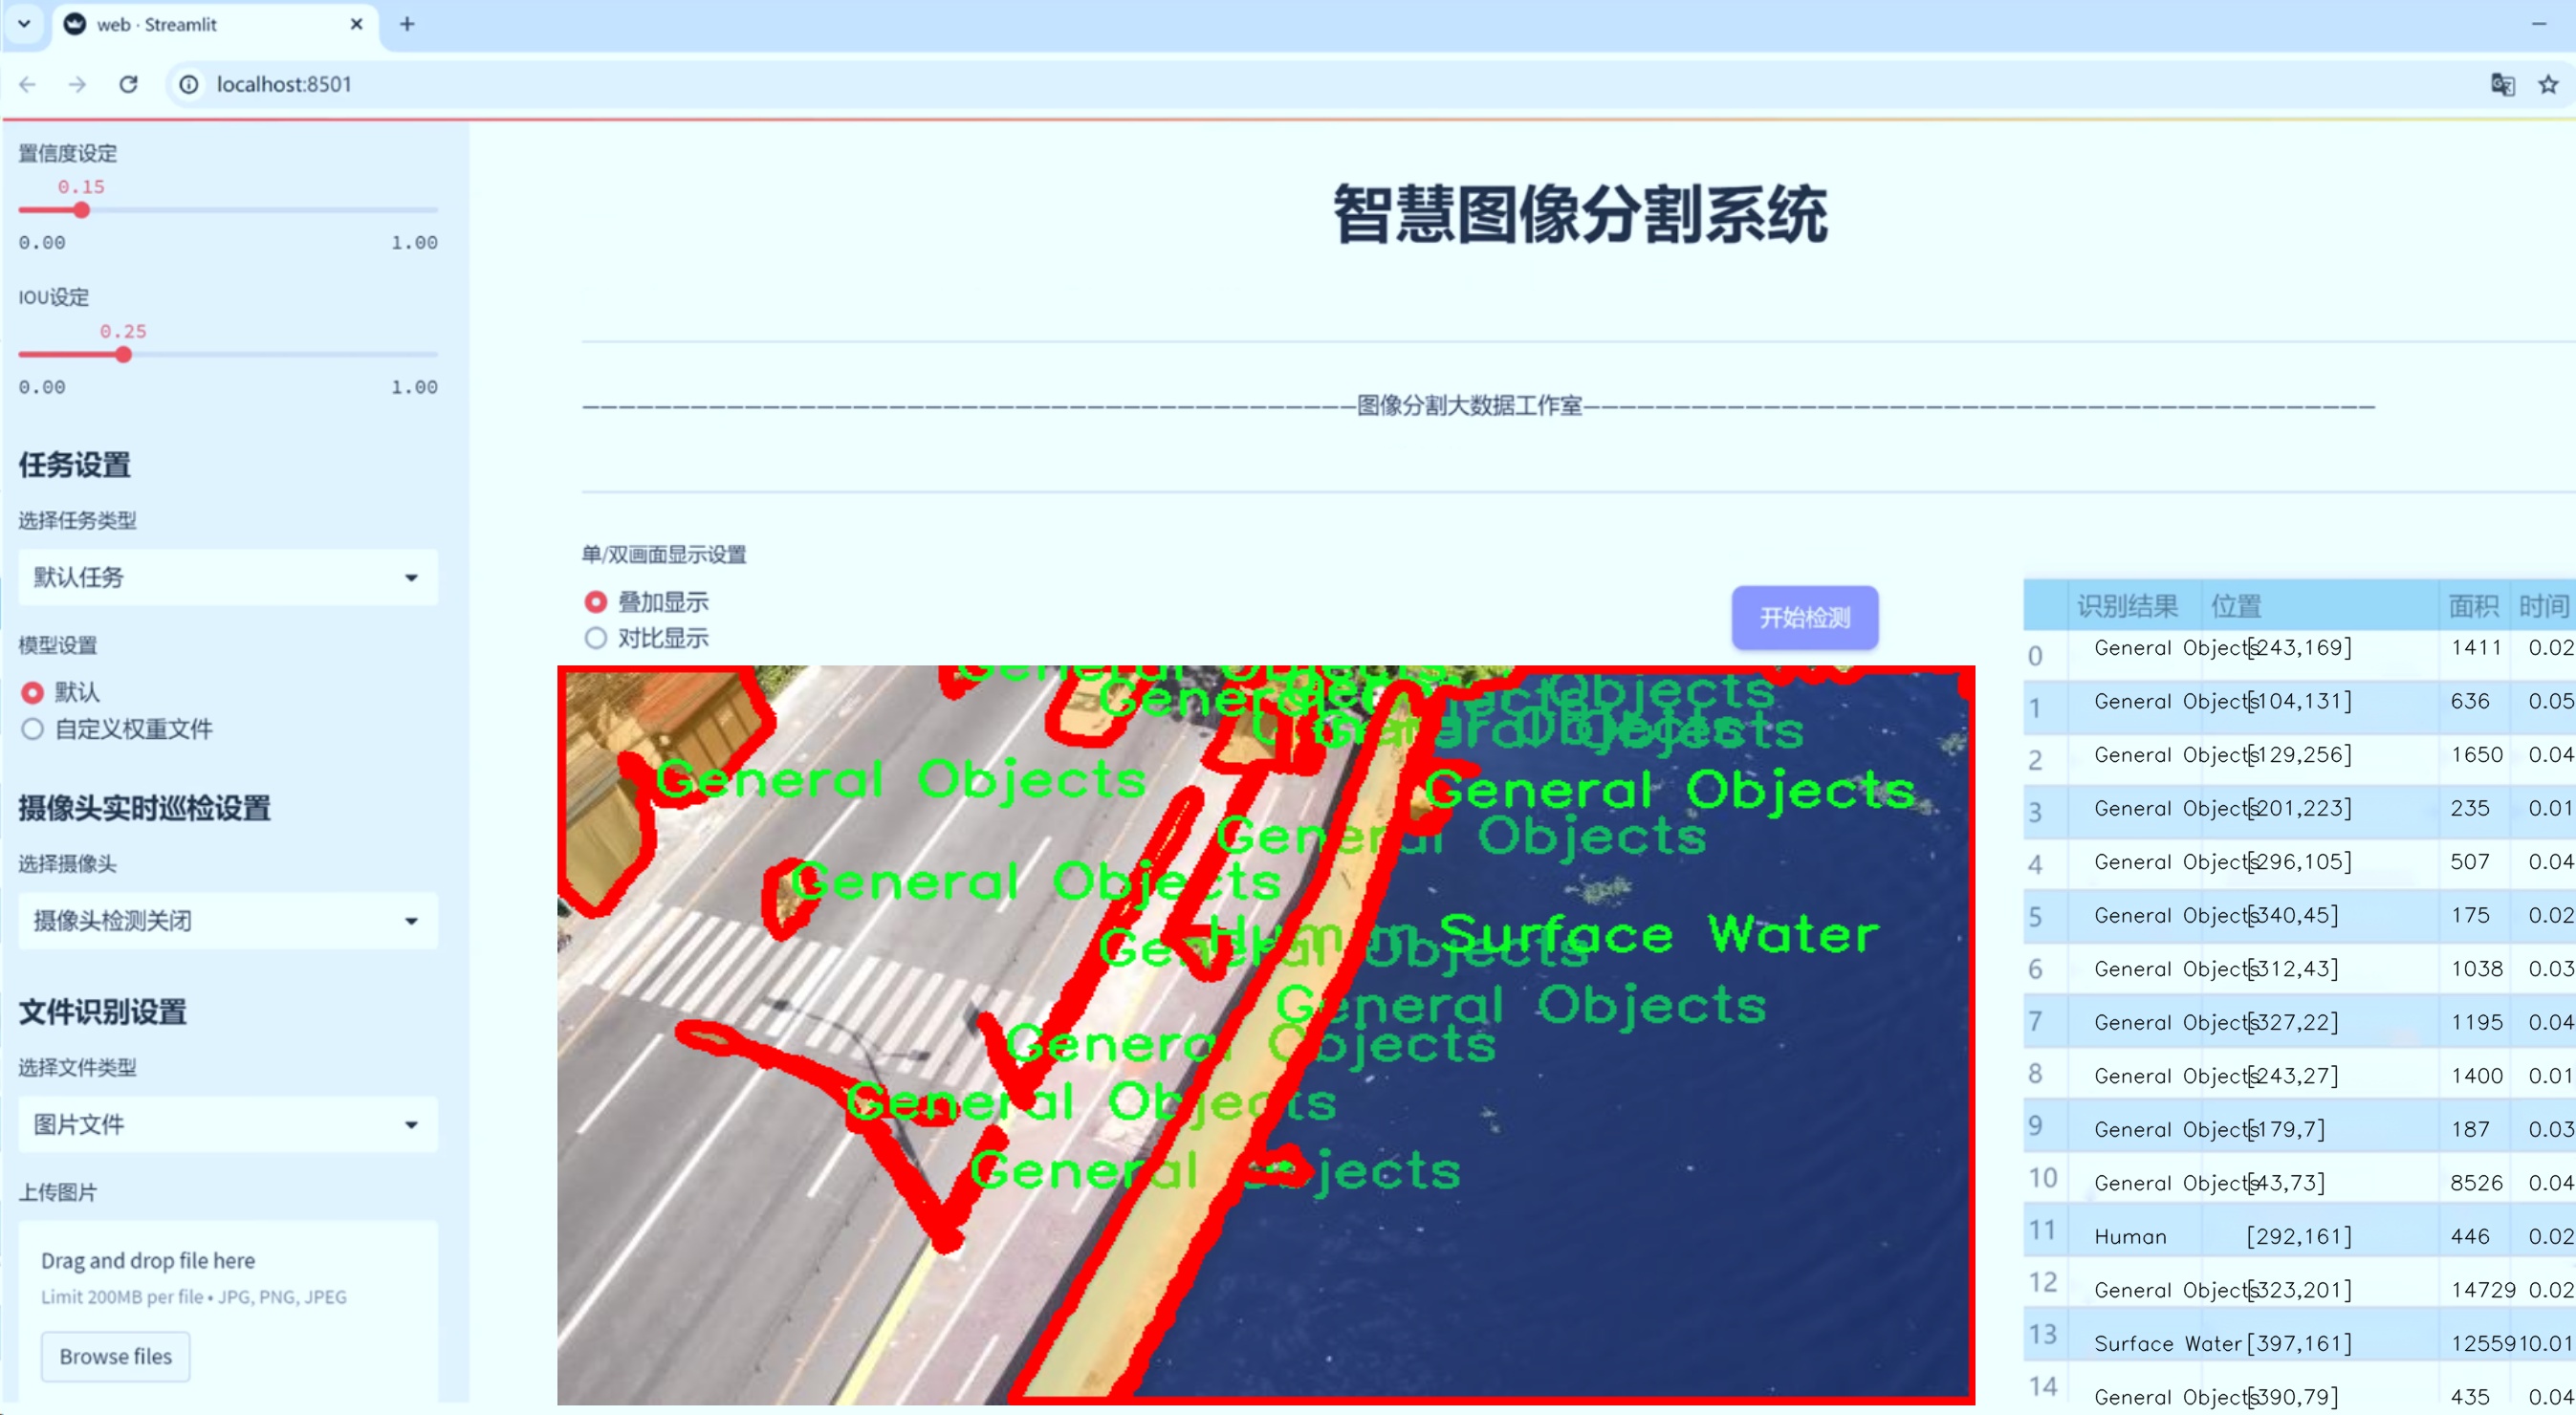 web · Streamlit
localhost:8501
置信度设定
0.15
0.00 1.00
IOU设定
0.25
0.00 1.00
任务设置
选择任务类型
默认任务
模型设置
默认
自定义权重文件
摄像头实时巡检设置
选择摄像头
摄像头检测关闭
文件识别设置
选择文件类型
图片文件
上传图片
Drag and drop file here
Limit 200MB per file • JPG, PNG, JPEG
Browse files
智慧图像分割系统
图像分割大数据工作室
单/双画面显示设置
叠加显示
对比显示
开始检测
General Objects
General Objects
General Objects
General Objects
General Objects
Human Surface Water
General Objects
General Objects
General Objects
General Objects
General Objects
识别结果 位置 面积 时间
0 General Objects [243,169] 1411 0.02
1 General Objects [104,131] 636 0.05
2 General Objects [129,256] 1650 0.04
3 General Objects [201,223] 235 0.01
4 General Objects [296,105] 507 0.04
5 General Objects [340,45] 175 0.02
6 General Objects [312,43] 1038 0.03
7 General Objects [327,22] 1195 0.04
8 General Objects [243,27] 1400 0.01
9 General Objects [179,7] 187 0.03
10 General Objects [43,73] 8526 0.04
11 Human [292,161] 446 0.02
12 General Objects [323,201] 14729 0.02
13 Surface Water [397,161] 125591 0.01
14 General Objects [390,79] 435 0.04